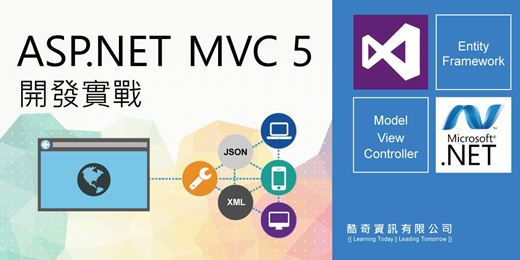 ASP.NET MVC 5
開發實戰
JSON
XML
Entity
Framework
Model
View
Controller
Microsoft®
.NET
酷奇資訊有限公司
{{ Learning Today || Leading Tomorrow }}